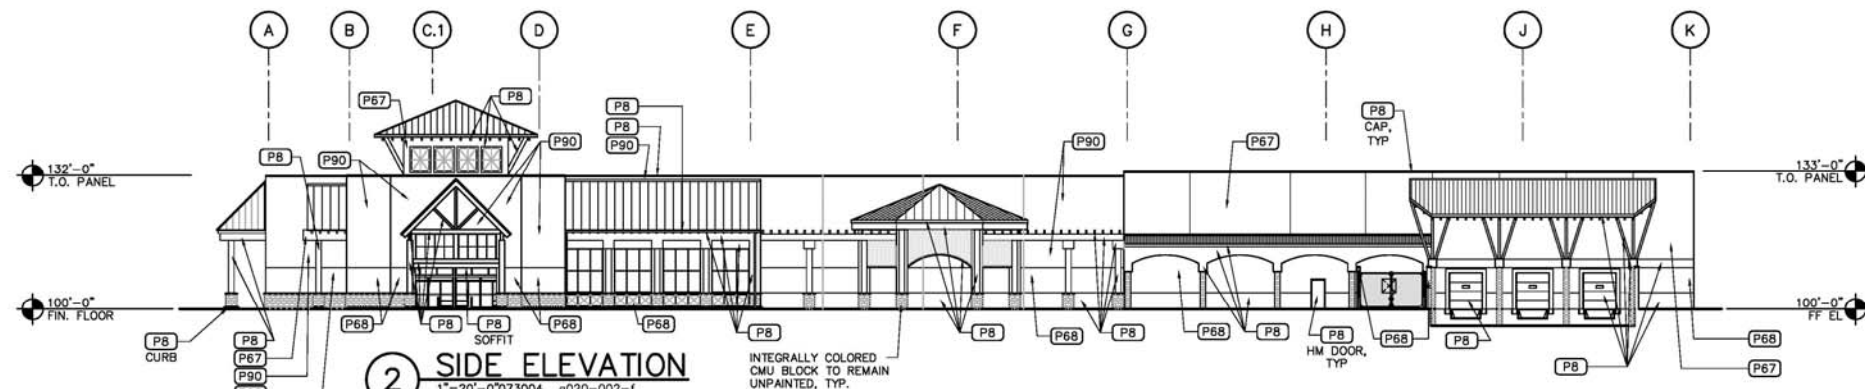 A B C.1 D E F G H J K
P67 P8
P8
P8 P90
P8
P90
P8
CAP,
TYP
P90
P67
P8
P90
132'-0"
T.O. PANEL
133'-0"
T.O. PANEL
100'-0"
FIN. FLOOR
100'-0"
FF EL
P8
CURB
P8
P67
P90
P68
P8
P8
SOFFIT
P68
P68
P8
P8
P68
P8
P68
P8
P8
HM DOOR,
TYP
P68
P8
P8
P68
P67
INTEGRALLY COLORED
CMU BLOCK TO REMAIN
UNPAINTED, TYP.
2 SIDE ELEVATION